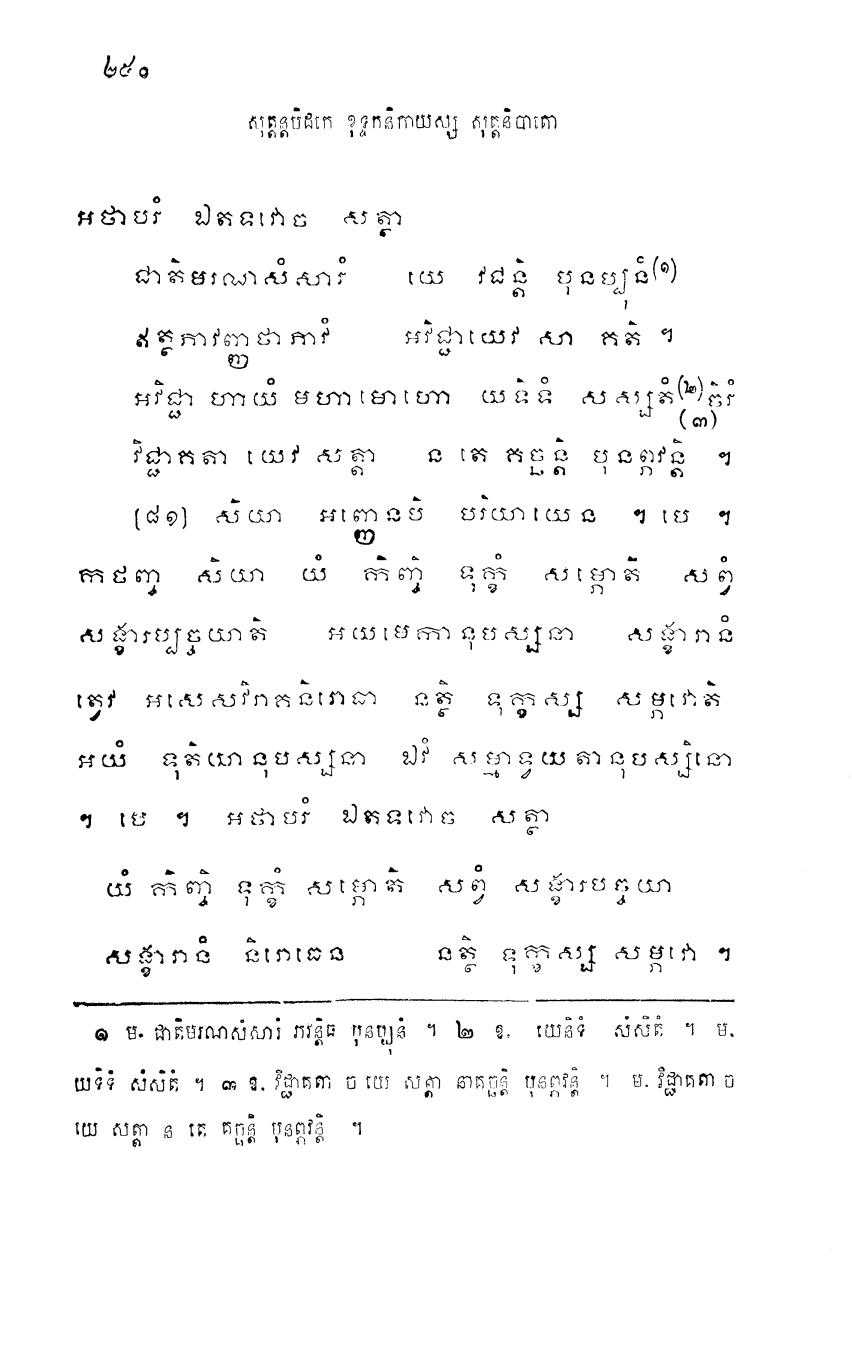 ២៥១
សុត្តន្តបិដកេ ខុទ្ទកនិកាយស្ស សុត្តនិបាតោ
អថាបរំ ឯតទវោច សត្ថា
ជាតិមរណសំសារំ យេ វជន្តិ បុនប្បុនំ(១)
ឥត្ថភាវញ្ញថាភាវំ អវិជ្ជាយេវ សា គតិ ។
អវិជ្ជា ហាយំ មហាមោហោ យទិទំ សស្សតំ(២)ចិរំ
វិជ្ជាគតា យេវ សត្តា ន តេ គច្ឆន្តិ បុនព្ភវន្តិ(៣) ។
(៨១) សិយា អញ្ញេនបិ បរិយាយេន ។ បេ ។
កថញ្ច សិយា យំ កិញ្ចិ ទុក្ខំ សម្ភោតិ សព្វំ
សង្ខារប្បច្ចយាតិ អយមេកានុបស្សនា សង្ខារានំ
ត្វេវ អសេសវិរាគនិរោធា នត្ថិ ទុក្ខស្ស សម្ភវោតិ
អយំ ទុតិយានុបស្សនា ឯវំ សម្មាទ្វយតានុបស្សិនោ
។ បេ ។ អថាបរំ ឯតទវោច សត្ថា
យំ កិញ្ចិ ទុក្ខំ សម្ភោតិ សព្វំ សង្ខារបច្ចយា
សង្ខារានំ និរោធេន នត្ថិ ទុក្ខស្ស សម្ភវោ ។
១ ម. ជាតិមរណសំសារំ ភវន្តិធ បុនប្បុនំ ។ ២ ឱ. យេនិទំ សំសិតំ ។ ម.
យទិទំ សំសិតំ ។ ៣ ឱ. វិជ្ជាគតា ច យេ សត្តា នាគច្ឆន្តិ បុនព្ភវន្តិ ។ ម. វិជ្ជាគតា ច
យេ សត្តា ន តេ គច្ឆន្តិ បុនព្ភវន្តិ ។